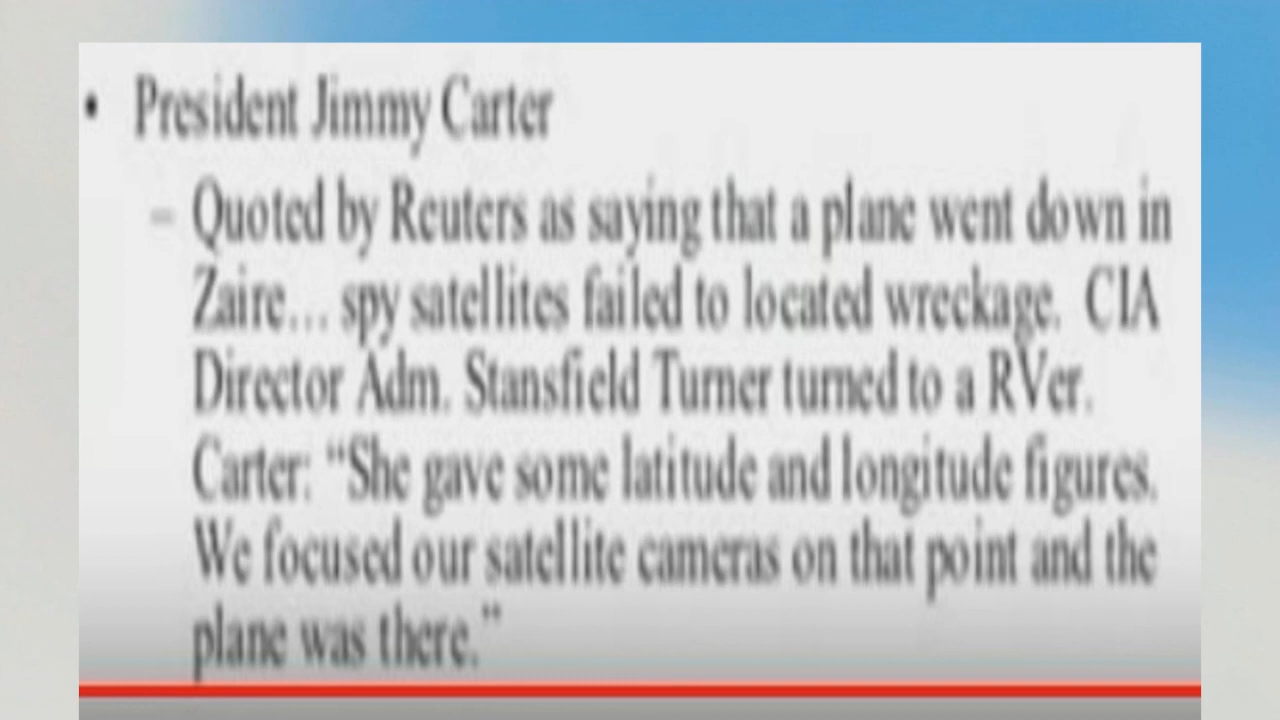 • President Jimmy Carter
– Quoted by Reuters as saying that a plane went down in
Zaire… spy satellites failed to located wreckage. CIA
Director Adm. Stansfield Turner turned to a RVer.
Carter: “She gave some latitude and longitude figures.
We focused our satellite cameras on that point and the
plane was there.”